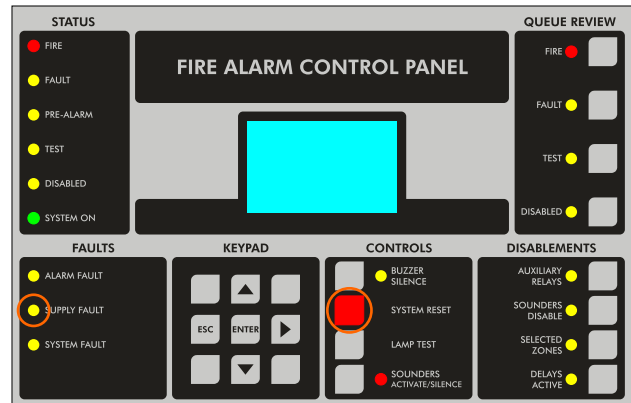 STATUS
FIRE
FAULT
PRE-ALARM
TEST
DISABLED
SYSTEM ON
FIRE ALARM CONTROL PANEL
QUEUE REVIEW
FIRE
FAULT
TEST
DISABLED
FAULTS
ALARM FAULT
SUPPLY FAULT
SYSTEM FAULT
KEYPAD
ESC
ENTER
CONTROLS
BUZZER
SILENCE
SYSTEM RESET
LAMP TEST
SOUNDERS
ACTIVATE/SILENCE
DISABLEMENTS
AUXILIARY
RELAYS
SOUNDERS
DISABLE
SELECTED
ZONES
DELAYS
ACTIVE